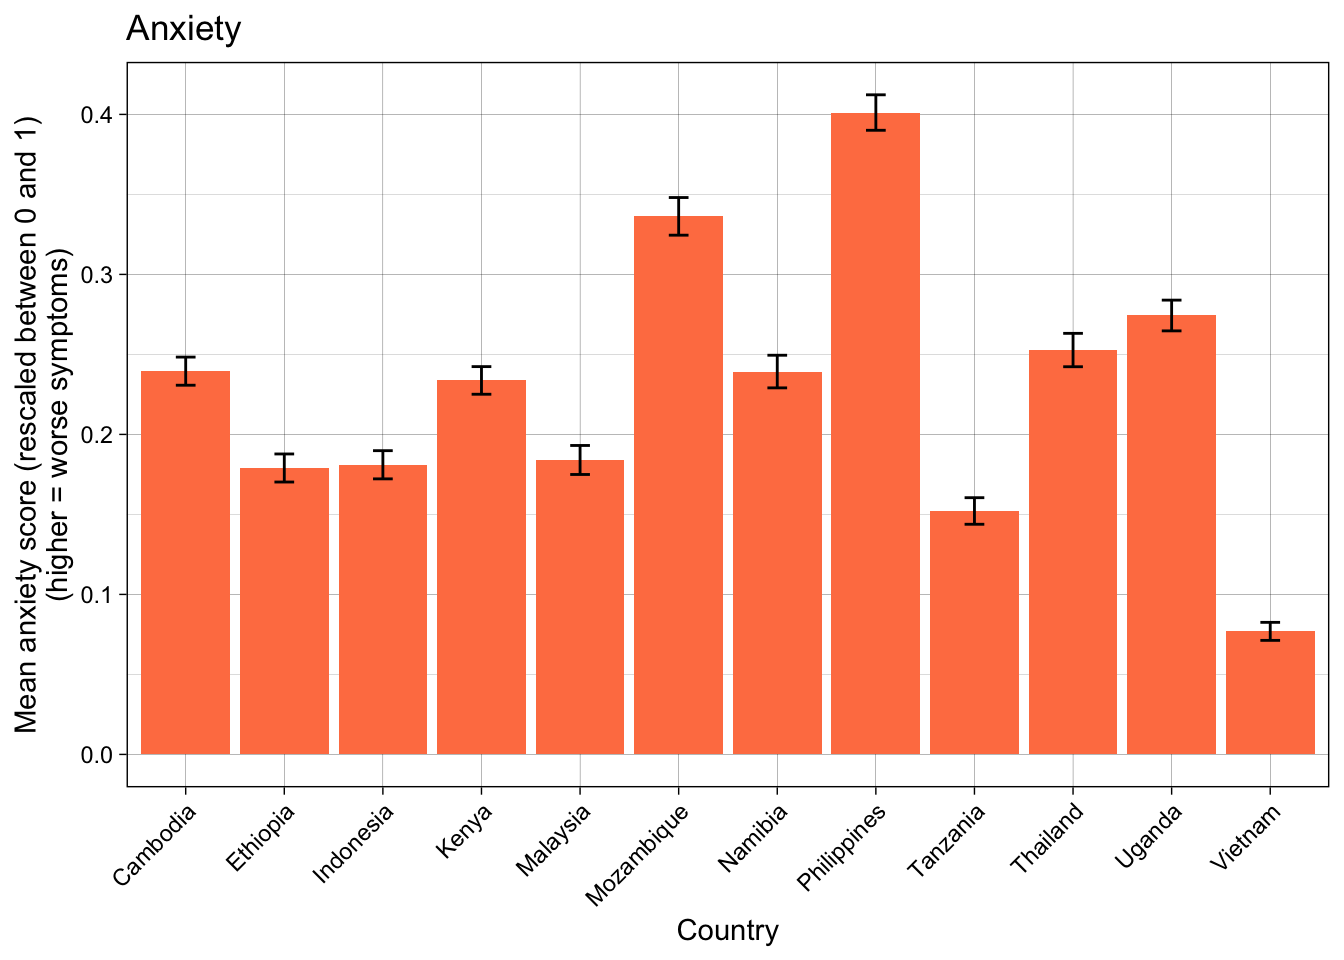 Anxiety
Mean anxiety score (rescaled between 0 and 1)
(higher = worse symptoms)
0.4
0.3
0.2
0.1
0.0
Cambodia
Ethiopia
Indonesia
Kenya
Malaysia
Mozambique
Namibia
Philippines
Tanzania
Thailand
Uganda
Vietnam
Country